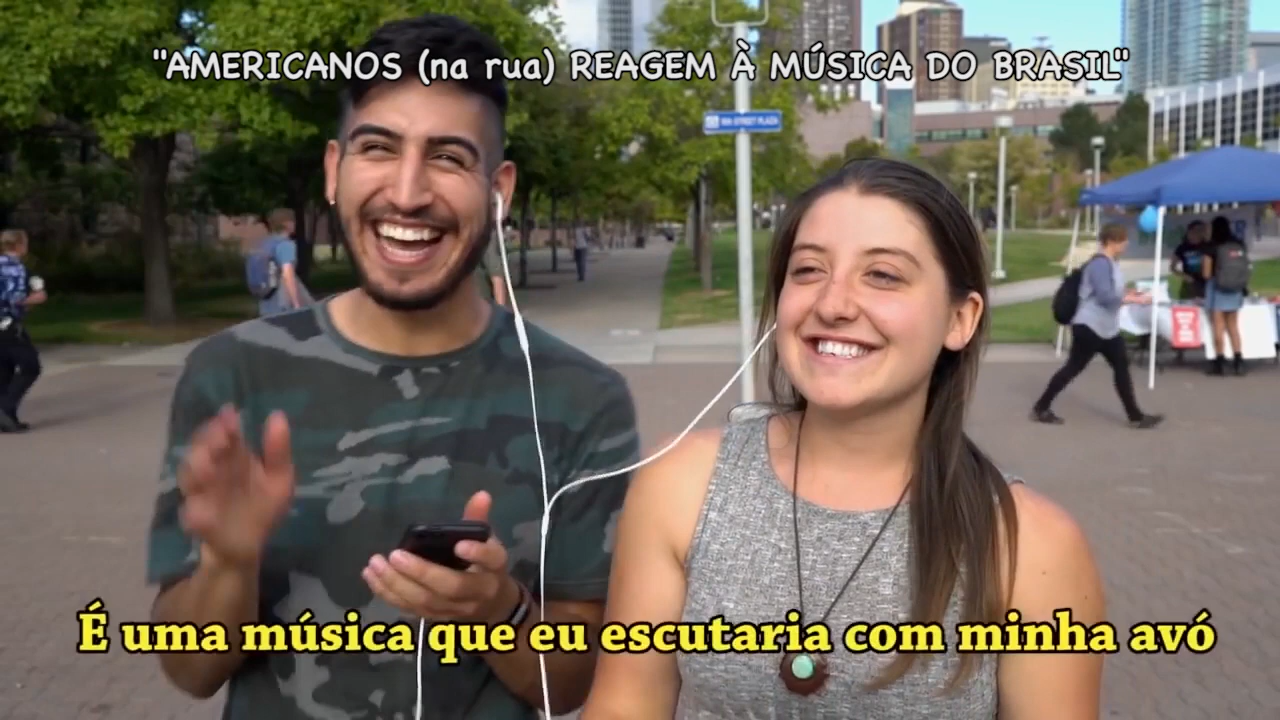 "AMERICANOS (na rua) REAGEM À MÚSICA DO BRASIL"
É uma música que eu escutaria com minha avó